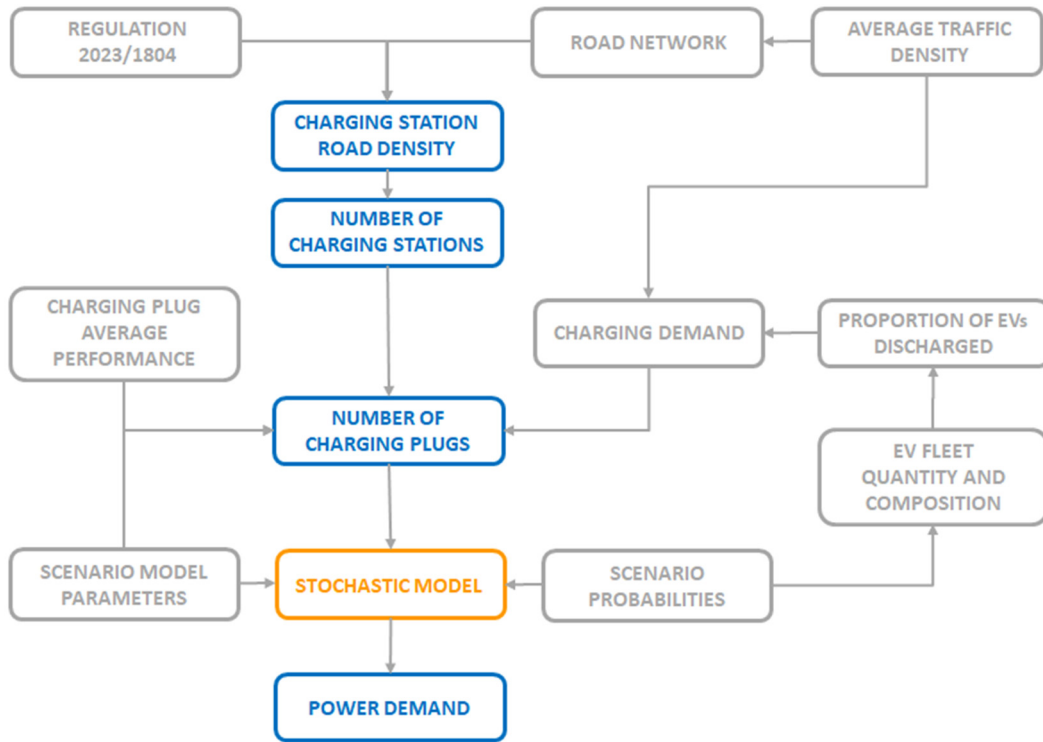 REGULATION
2023/1804
ROAD NETWORK
AVERAGE TRAFFIC
DENSITY
CHARGING STATION
ROAD DENSITY
NUMBER OF
CHARGING STATIONS
CHARGING PLUG
AVERAGE
PERFORMANCE
CHARGING DEMAND
PROPORTION OF EVs
DISCHARGED
NUMBER OF
CHARGING PLUGS
EV FLEET
QUANTITY AND
COMPOSITION
SCENARIO MODEL
PARAMETERS
STOCHASTIC MODEL
SCENARIO
PROBABILITIES
POWER DEMAND